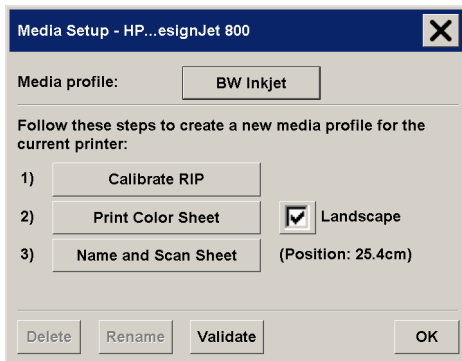 Media Setup - HP...esignJet 800
Media profile: BW Inkjet
Follow these steps to create a new media profile for the
current printer:
1) Calibrate RIP
2) Print Color Sheet Landscape
3) Name and Scan Sheet (Position: 25.4cm)
Delete Rename Validate OK